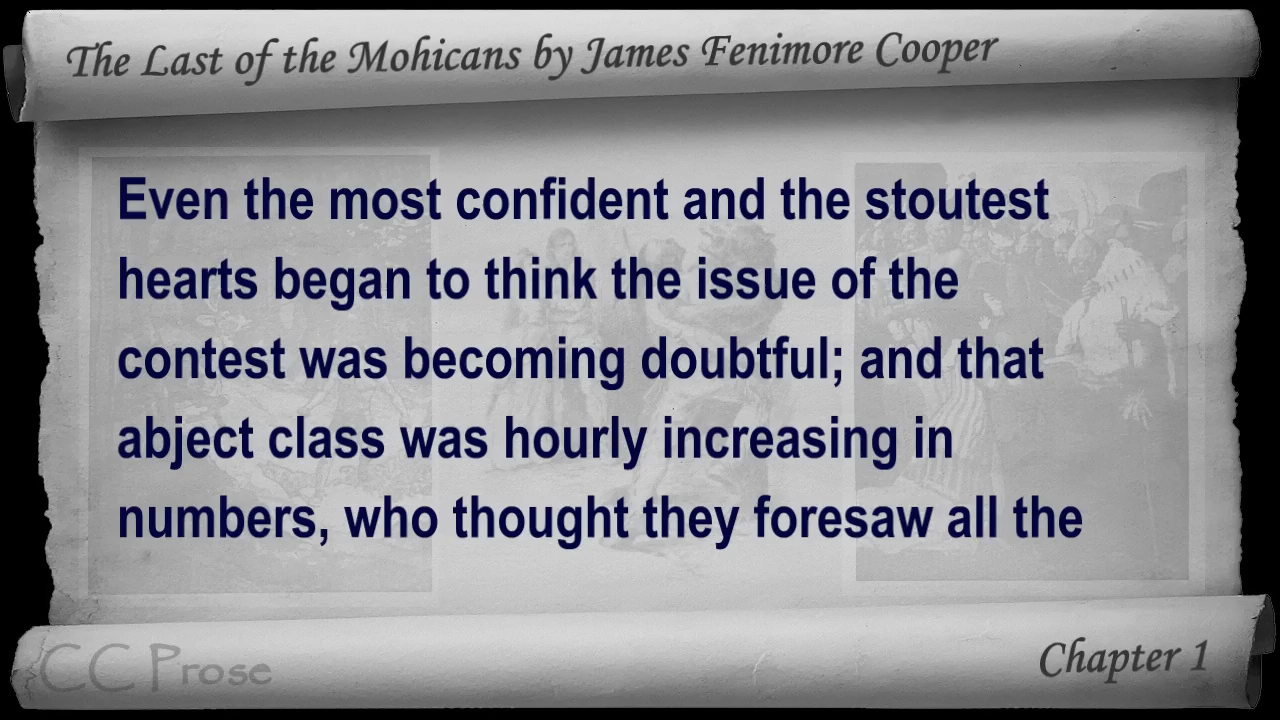 The Last of the Mohicans by James Fenimore Cooper
Even the most confident and the stoutest
hearts began to think the issue of the
contest was becoming doubtful; and that
abject class was hourly increasing in
numbers, who thought they foresaw all the
CC Prose
Chapter 1